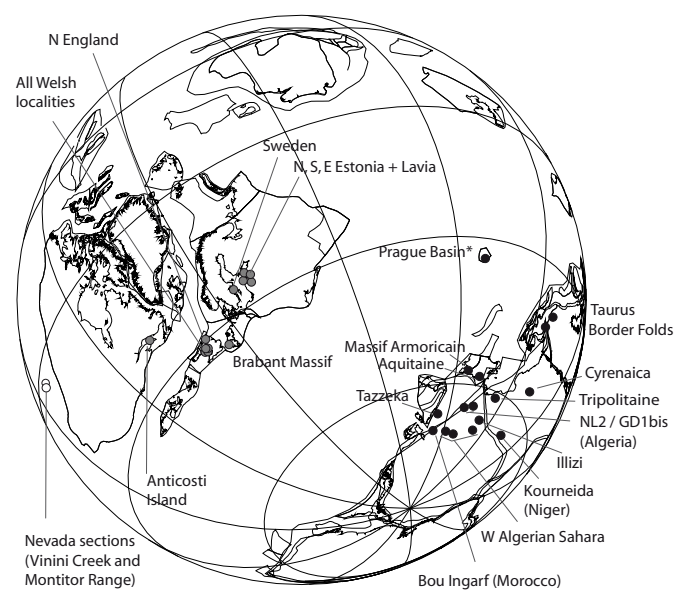 N England
All Welsh
localities
Sweden
N, S, E Estonia + Lavia
Prague Basin*
Taurus
Border Folds
Massif Armoricain
Aquitaine
Brabant Massif
Cyrenaica
Tazzeka
Tripolitaine
NL2 / GD1bis
(Algeria)
Illizi
Anticosti
Island
Kourneida
(Niger)
W Algerian Sahara
Nevada sections
(Vinini Creek and
Montitor Range)
Bou Ingarf (Morocco)